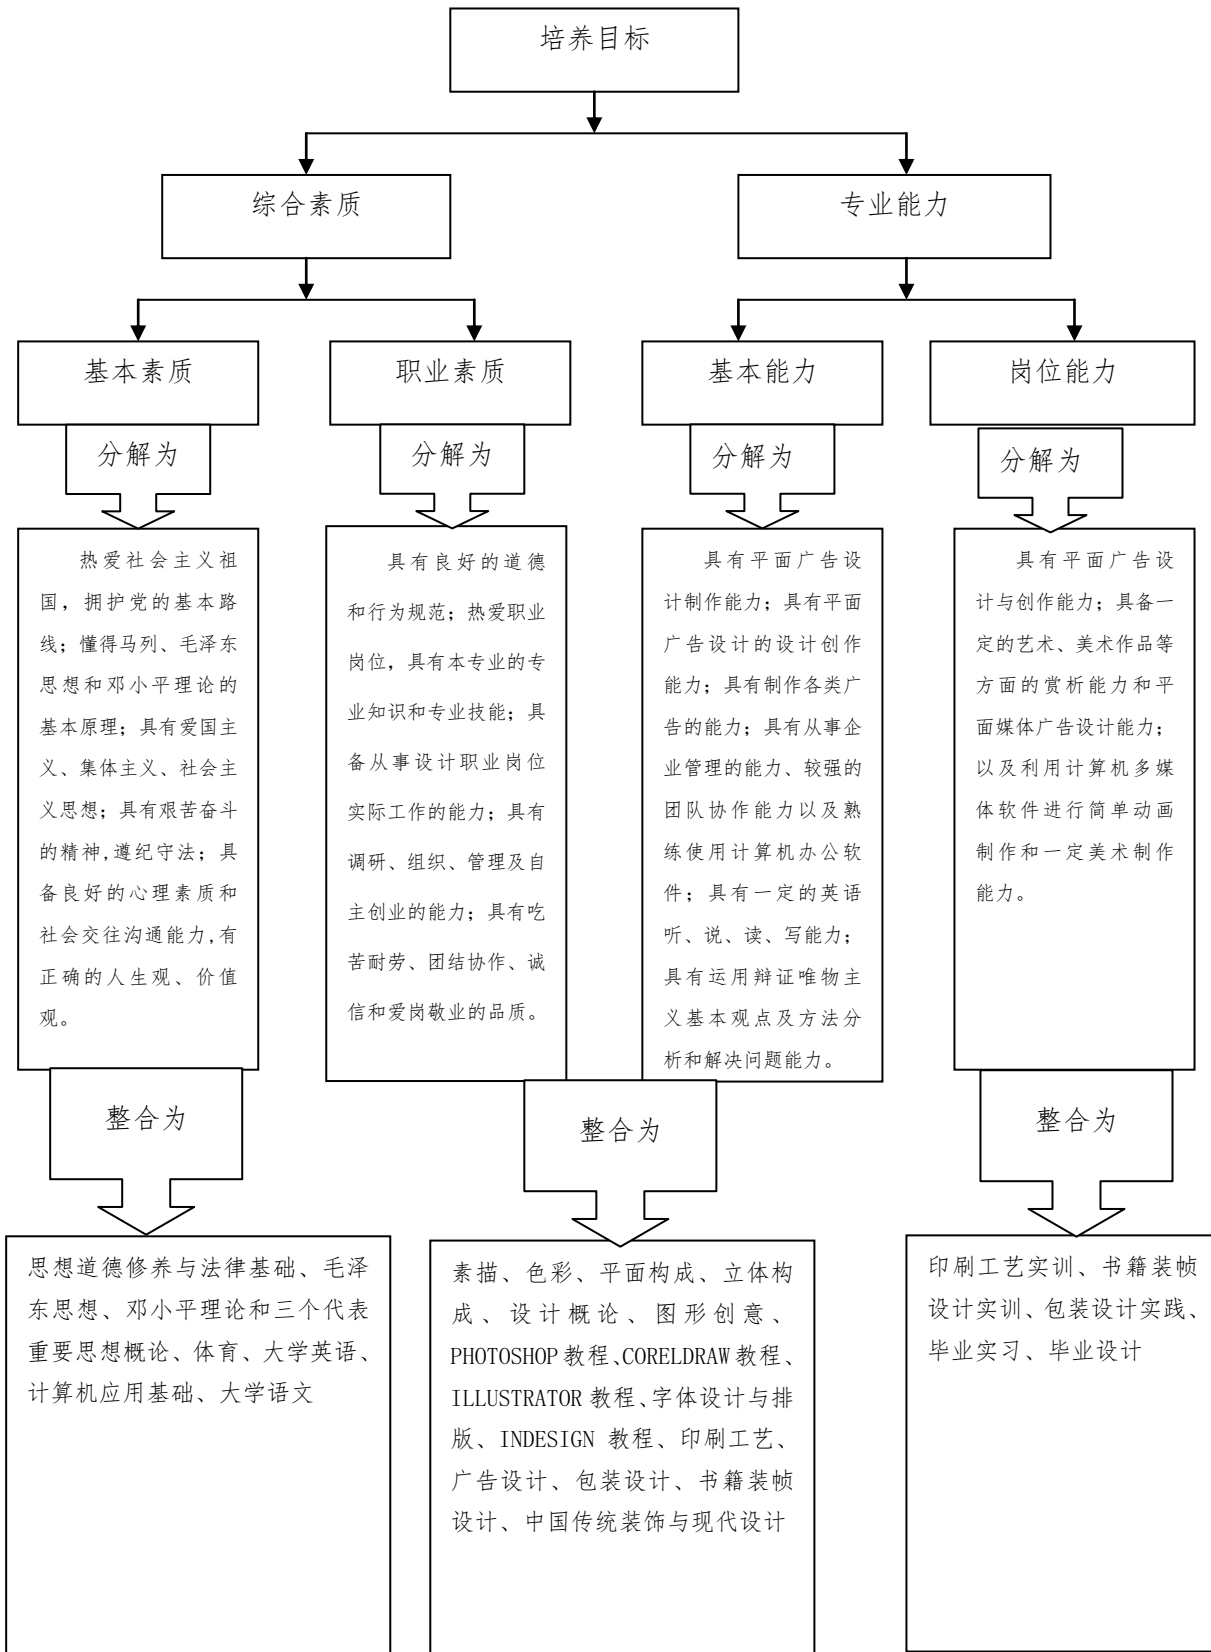 培养目标
综合素质
专业能力
基本素质
职业素质
基本能力
岗位能力
分解为
分解为
分解为
分解为
热爱社会主义祖
国，拥护党的基本路
线；懂得马列、毛泽东
思想和邓小平理论的
基本原理；具有爱国主
义、集体主义、社会主
义思想；具有艰苦奋斗
的精神,遵纪守法；具
备良好的心理素质和
社会交往沟通能力,有
正确的人生观、价值
观。
具有良好的道德
和行为规范；热爱职业
岗位，具有本专业的专
业知识和专业技能；具
备从事设计职业岗位
实际工作的能力；具有
调研、组织、管理及自
主创业的能力；具有吃
苦耐劳、团结协作、诚
信和爱岗敬业的品质。
具有平面广告设
计制作能力；具有平面
广告设计的设计创作
能力；具有制作各类广
告的能力；具有从事企
业管理的能力、较强的
团队协作能力以及熟
练使用计算机办公软
件；具有一定的英语
听、说、读、写能力；
具有运用辩证唯物主
义基本观点及方法分
析和解决问题能力。
具有平面广告设
计与创作能力；具备一
定的艺术、美术作品等
方面的赏析能力和平
面媒体广告设计能力；
以及利用计算机多媒
体软件进行简单动画
制作和一定美术制作
能力。
整合为
整合为
整合为
思想道德修养与法律基础、毛泽
东思想、邓小平理论和三个代表
重要思想概论、体育、大学英语、
计算机应用基础、大学语文
素描、色彩、平面构成、立体构
成、设计概论、图形创意、
PHOTOSHOP 教程、CORELDRAW 教程、
ILLUSTRATOR 教程、字体设计与排
版、INDESIGN 教程、印刷工艺、
广告设计、包装设计、书籍装帧
设计、中国传统装饰与现代设计
印刷工艺实训、书籍装帧
设计实训、包装设计实践、
毕业实习、毕业设计